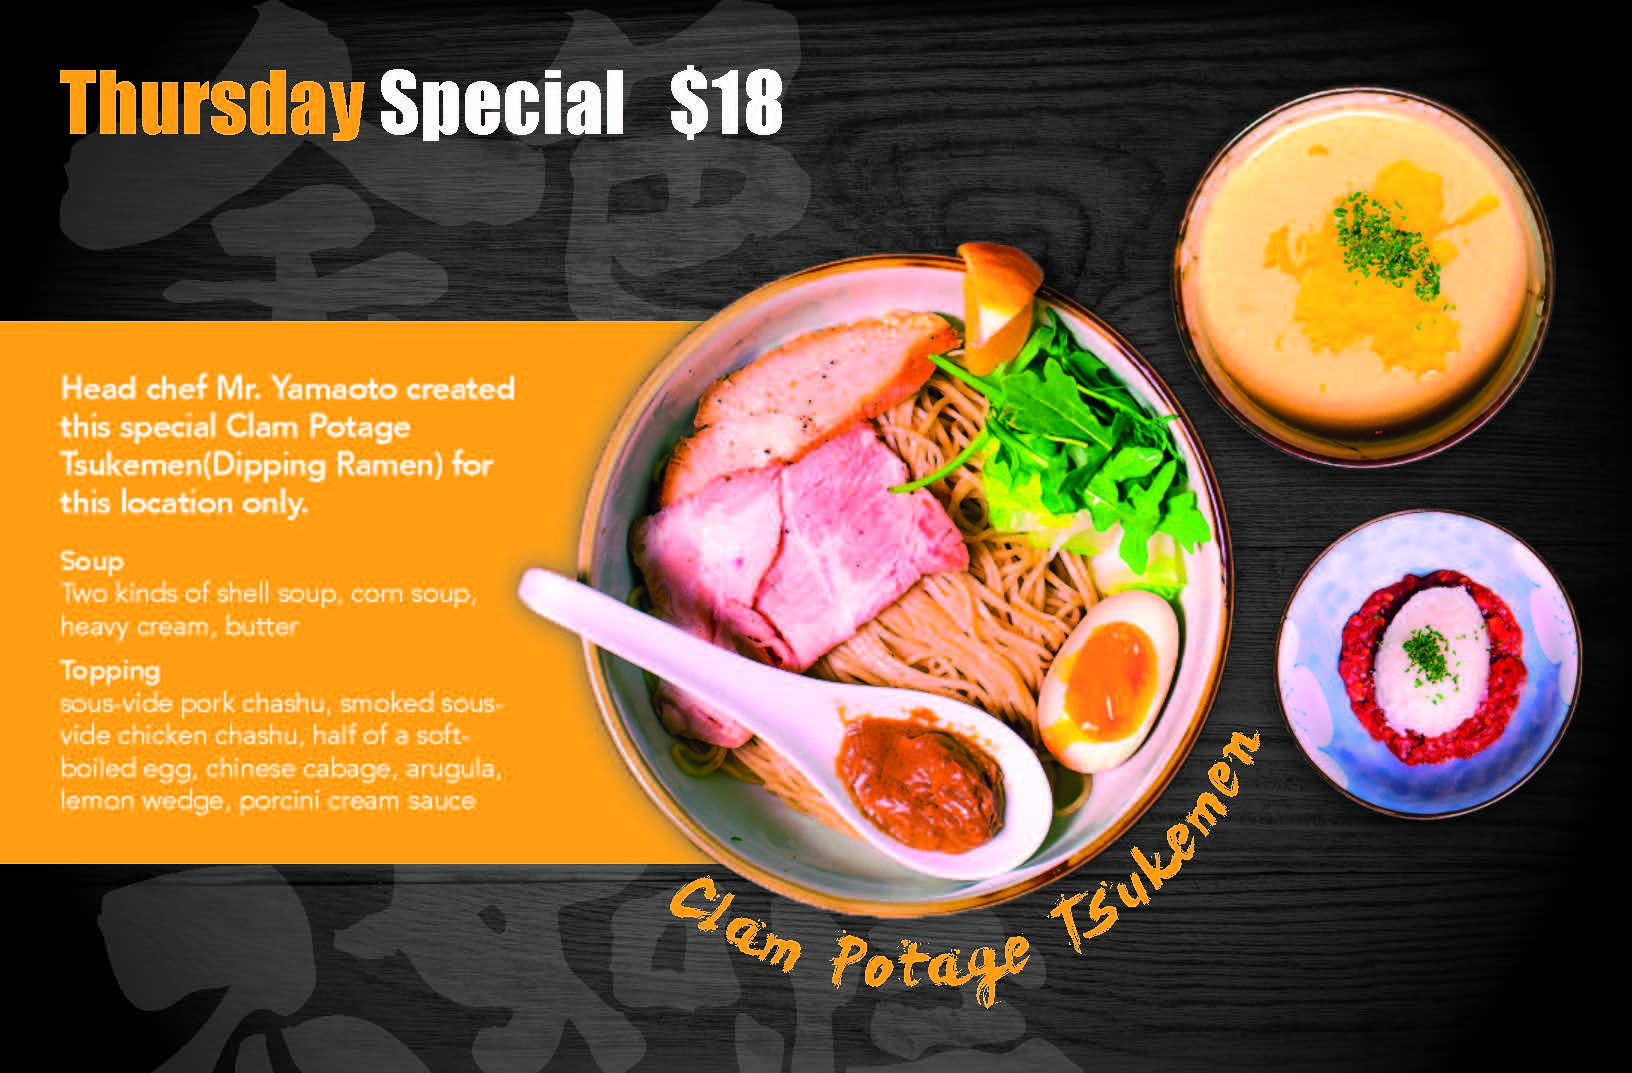 Thursday Special $18
Head chef Mr. Yamaoto created
this special Clam Potage
Tsukemen(Dipping Ramen) for
this location only.
Soup
Two kinds of shell soup, corn soup,
heavy cream, butter
Topping
sous-vide pork chashu, smoked sous-
vide chicken chashu, half of a soft-
boiled egg, chinese cabage, arugula,
lemon wedge, porcini cream sauce
Clam Potage Tsukemen